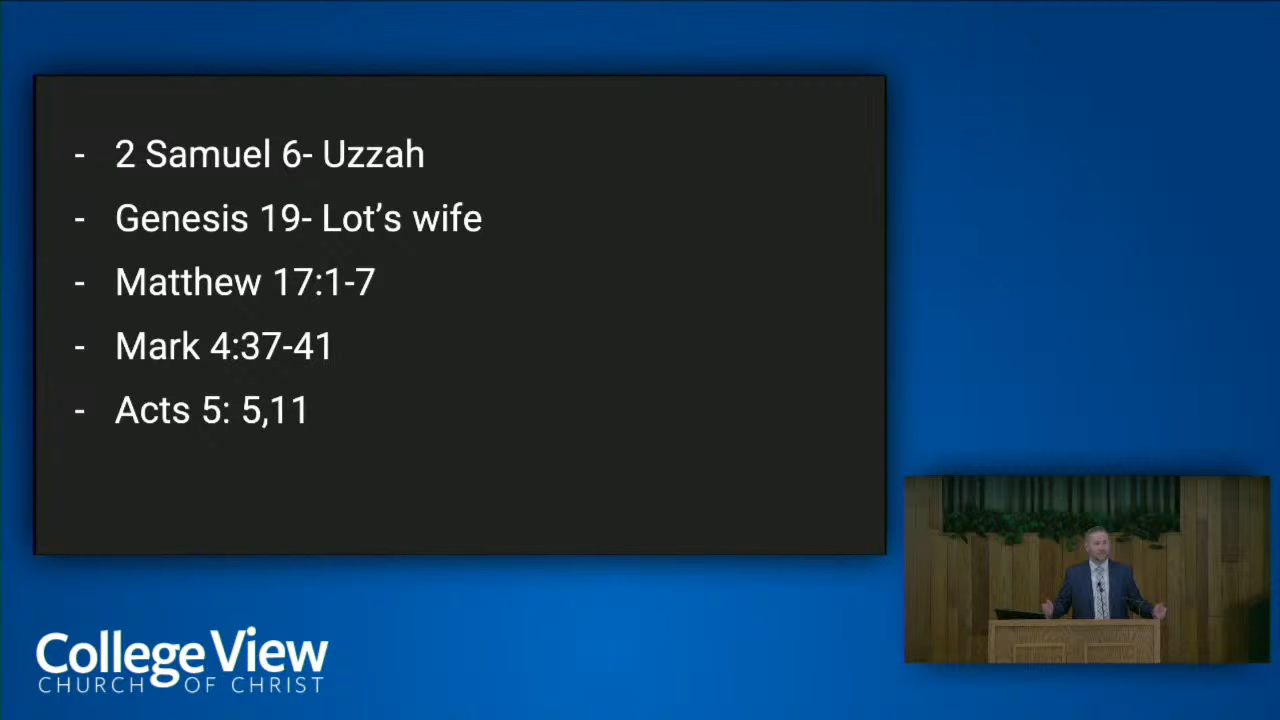 - 2 Samuel 6- Uzzah
- Genesis 19- Lot's wife
- Matthew 17:1-7
- Mark 4:37-41
- Acts 5: 5,11
College View
CHURCH OF CHRIST